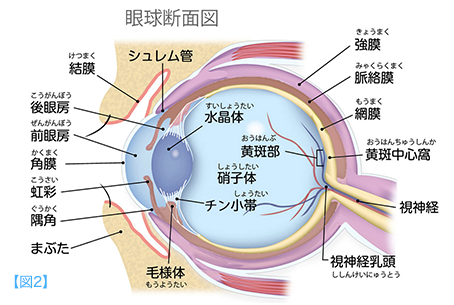 眼球断面図
けつまく
結膜
シュレム管
こうがんぼう
後眼房
ぜんがんぼう
前眼房
かくまく
角膜
こうさい
虹彩
ぐうかく
隅角
まぶた
すいしょうたい
水晶体
おうはんぶ
黄斑部
しょうしたい
硝子体
しょうたい
チン小帯
毛様体
もうようたい
きょうまく
強膜
みゃくらくまく
脈絡膜
もうまく
網膜
おうはんちゅうしんか
黄斑中心窩
視神経
視神経乳頭
ししんけいにゅうとう
【図2】